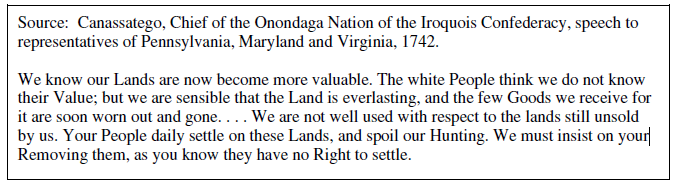 Source:  Canassatego, Chief of the Onondaga Nation of the Iroquois Confederacy, speech to
representatives of Pennsylvania, Maryland and Virginia, 1742.
We know our Lands are now become more valuable. The white People think we do not know
their Value; but we are sensible that the Land is everlasting, and the few Goods we receive for
it are soon worn out and gone. . . . We are not well used with respect to the lands still unsold
by us. Your People daily settle on these Lands, and spoil our Hunting. We must insist on your
Removing them, as you know they have no Right to settle.